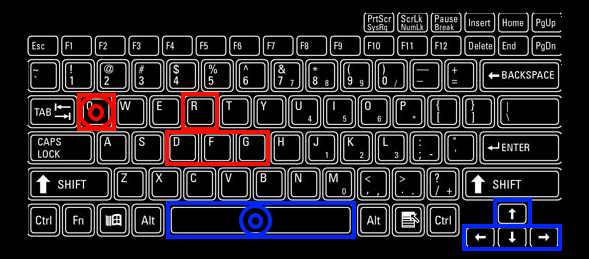 PrtScr SysRq ScrLk NumLk Pause Break Insert Home PgUp
Esc F1 F2 F3 F4 F5 F6 F7 F8 F9 F10 F11 F12 Delete End PgDn
~ ` ! 1 @ 2 # 3 $ 4 % 5 ^ 6 & 7 7 * 8 8 ( 9 9 ) 0 / — + = ← BACKSPACE
TAB W E R T Y U 4 I 5 O 6 P * { [ } ] | \
CAPS LOCK A S D F G H J 1 K 2 L 3 : ; - " ' ↵ ENTER
↑ SHIFT Z X C V B N M 0 < , > . ? / + ↑ SHIFT
Ctrl Fn Alt Alt Ctrl ↑
← ↓ →